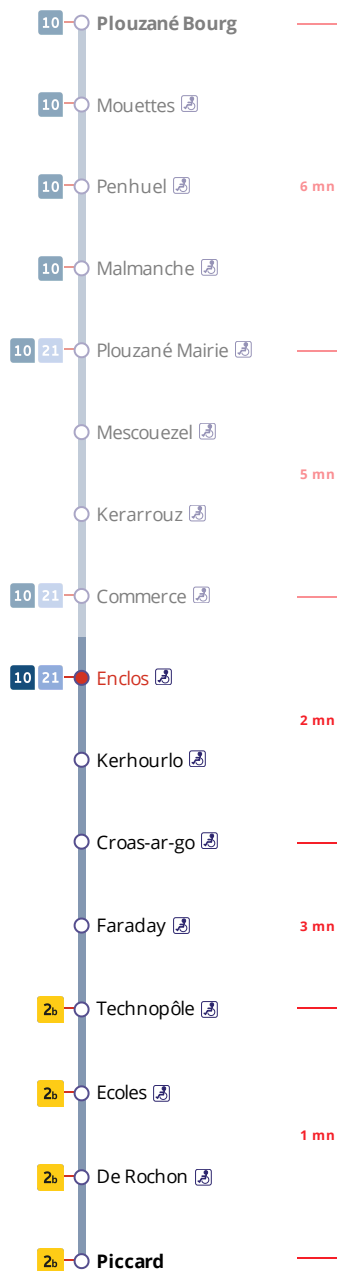 10 Plouzané Bourg
10 Mouettes
10 Penhuel 6 mn
10 Malmanche
10 21 Plouzané Mairie
Mescouezel
5 mn
Kerarrouz
10 21 Commerce
10 21 Enclos
2 mn
Kerhourlo
Croas-ar-go
Faraday 3 mn
2b Technopôle
2b Ecoles
1 mn
2b De Rochon
2b Piccard